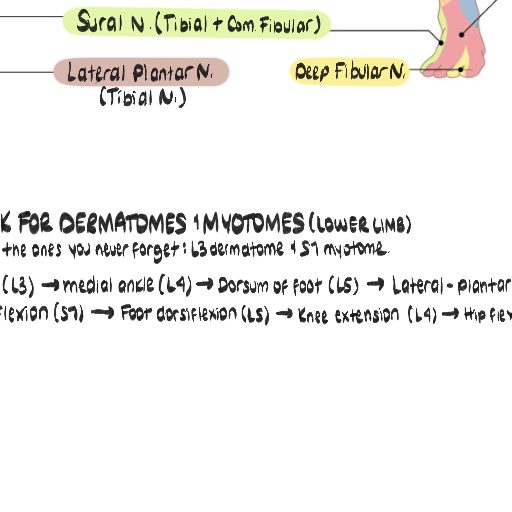 Sural N. (Tibial + Com. Fibular)
Lateral Plantar N.
(Tibial N.)
Deep Fibular N.
K FOR DERMATOMES & MYOTOMES (LOWER LIMB)
the ones you never forget: L3 dermatome & S1 myotome.
(L3) → medial ankle (L4) → Dorsum of foot (L5) → Lateral-plantar
flexion (S1) → Foot dorsiflexion (L5) → Knee extension (L4) → Hip flex